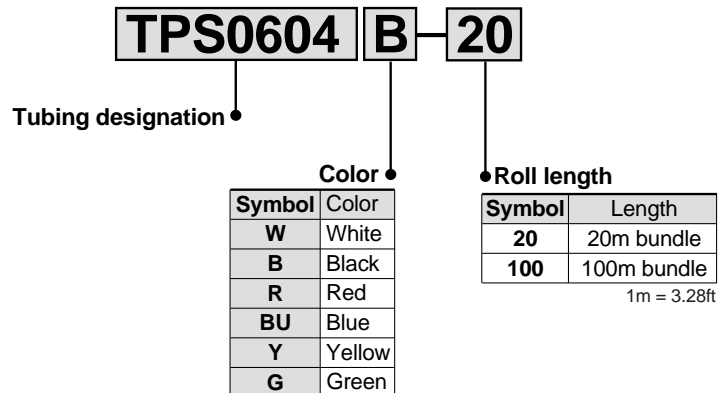 TPS0604 B - 20
Tubing designation
Color
Symbol Color
W White
B Black
R Red
BU Blue
Y Yellow
G Green
Roll length
Symbol Length
20 20m bundle
100 100m bundle
1m = 3.28ft